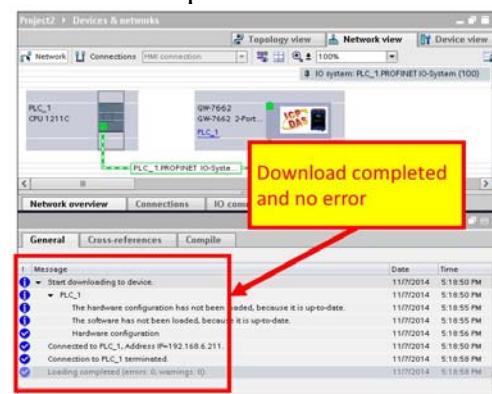 Project2 › Devices & networks
Topology view Network view Device view
Network Connections HMI connection 100%
IO system: PLC_1.PROFINET IO-System (100)
PLC_1
CPU 1211C
GW-7662
GW-7662 2-Port...
PLC_1
ICP
DAS
PLC_1.PROFINET IO-Syste...
Download completed
and no error
Network overview Connections IO com
General Cross-references Compile
! Message Date Time
Start downloading to device. 11/7/2014 5:18:50 PM
PLC_1 11/7/2014 5:18:50 PM
The hardware configuration has not been loaded, because it is up-to-date. 11/7/2014 5:18:55 PM
The software has not been loaded, because it is up-to-date. 11/7/2014 5:18:55 PM
Hardware configuration 11/7/2014 5:18:56 PM
Connected to PLC_1, Address IP=192.168.6.211. 11/7/2014 5:18:50 PM
Connection to PLC_1 terminated. 11/7/2014 5:18:58 PM
Loading completed (errors: 0, warnings: 0). 11/7/2014 5:18:58 PM